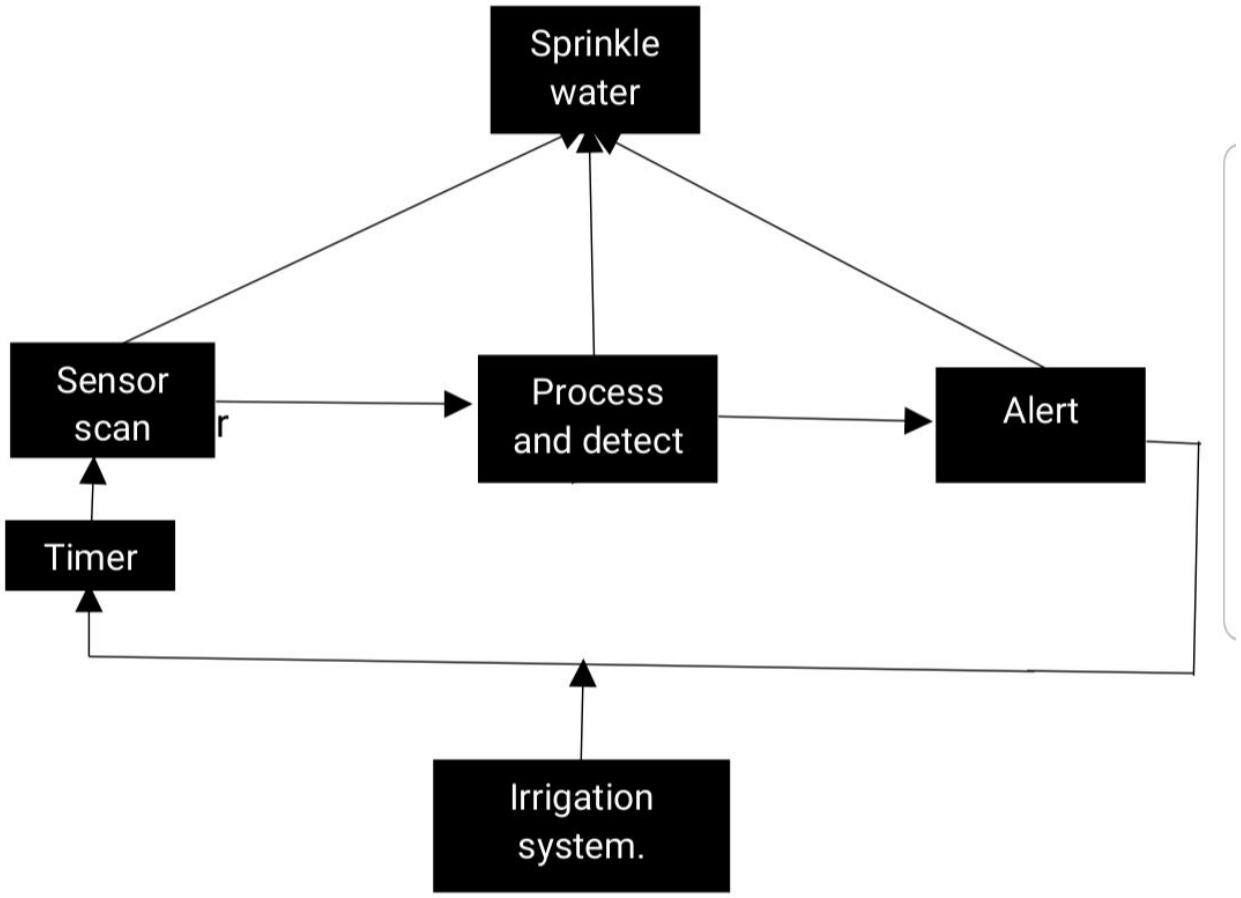 Sprinkle
water
Sensor
scan
r
Process
and detect
Alert
Timer
Irrigation
system.